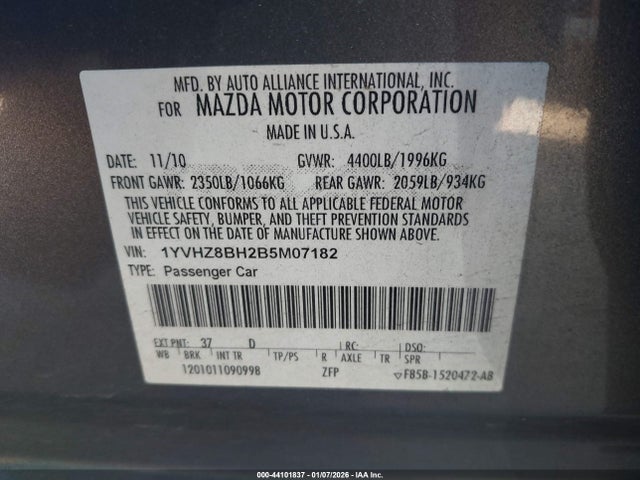 MFD. BY AUTO ALLIANCE INTERNATIONAL, INC.
FOR MAZDA MOTOR CORPORATION
MADE IN U.S.A.
DATE: 11/10 GVWR: 4400LB/1996KG
FRONT GAWR: 2350LB/1066KG REAR GAWR: 2059LB/934KG
THIS VEHICLE CONFORMS TO ALL APPLICABLE FEDERAL MOTOR
VEHICLE SAFETY, BUMPER, AND THEFT PREVENTION STANDARDS
IN EFFECT ON THE DATE OF MANUFACTURE SHOWN ABOVE.
VIN: 1YVHZ8BH2B5M07182
TYPE: Passenger Car
EXT PNT: 37 D RC: DSO:
WB BRK INT TR TP/PS R AXLE TR SPR
1201011090998 ZFP F85B-1520472-AB
000-44101837 - 01/07/2026 - IAA Inc.